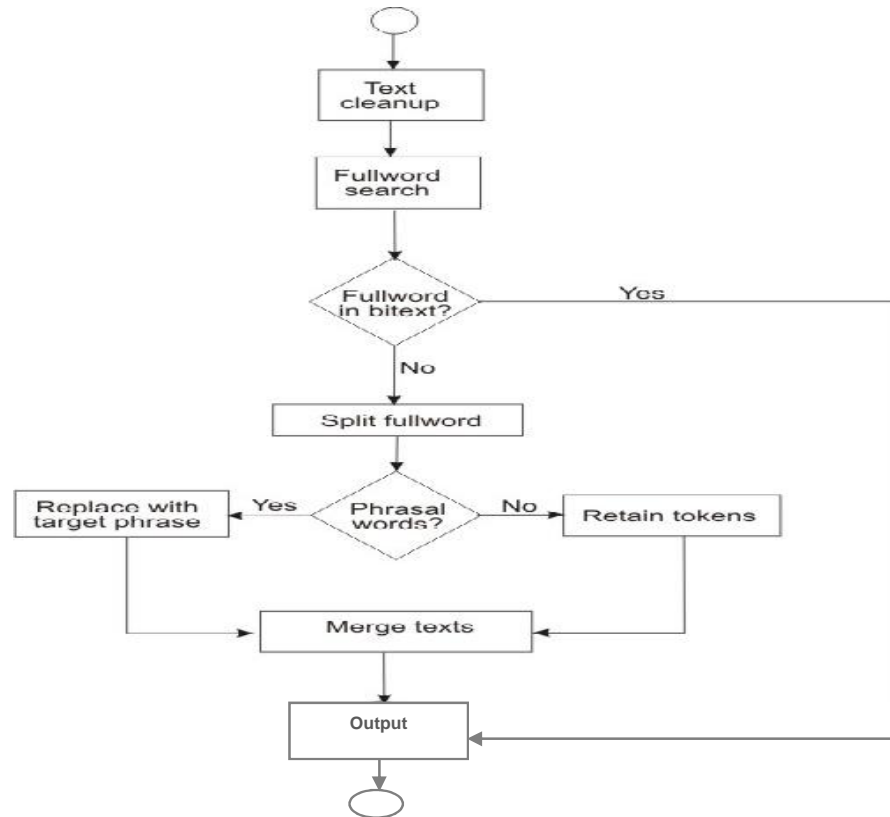 Text
cleanup
Fullword
search
Fullword
in bitext?
Yes
No
Split fullword
Replace with
target phrase
Yes
Phrasal
words?
No
Retain tokens
Merge texts
Output